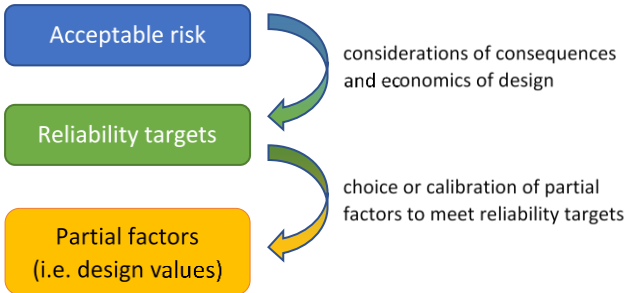 Acceptable risk
considerations of consequences
and economics of design
Reliability targets
choice or calibration of partial
factors to meet reliability targets
Partial factors
(i.e. design values)